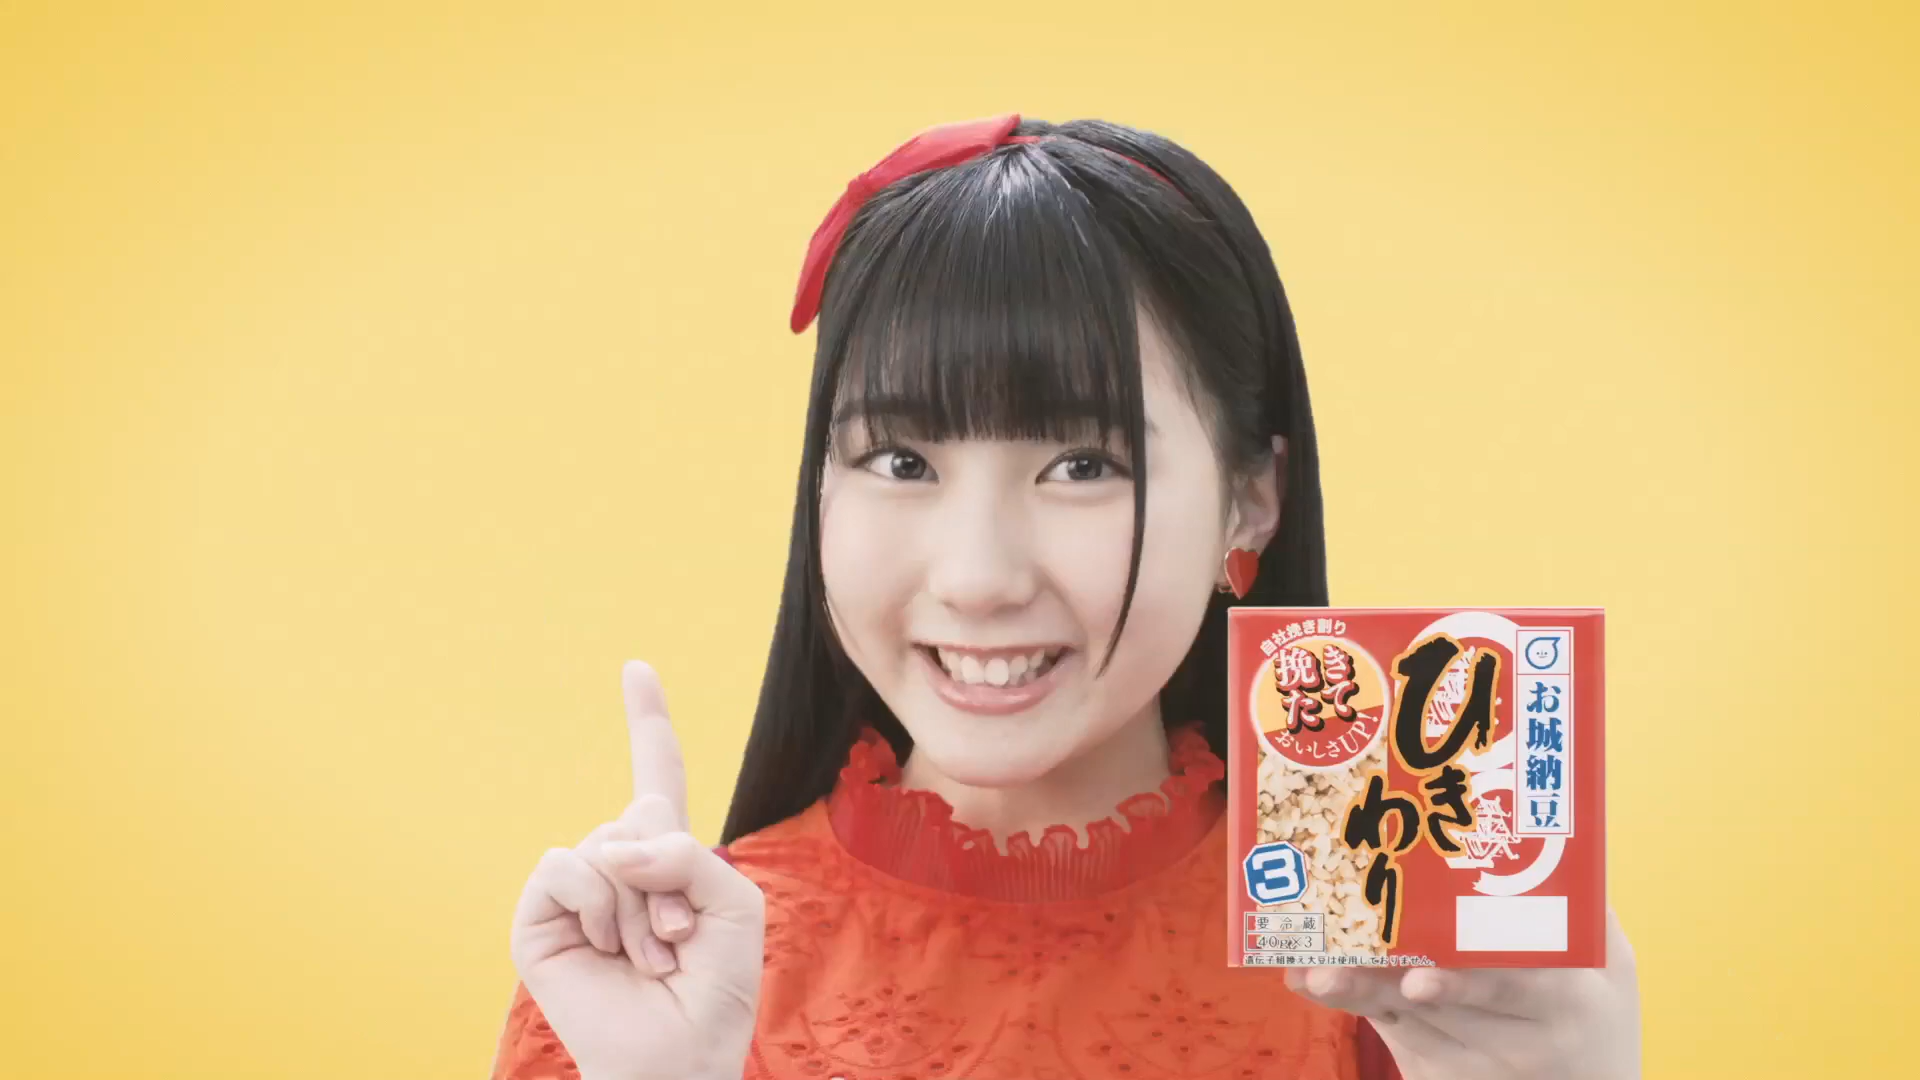 自社挽き割り
挽きたて
おいしさUP!
ひきわり
お城納豆
3
要冷蔵
40g×3
遺伝子組換え大豆は使用しておりません。